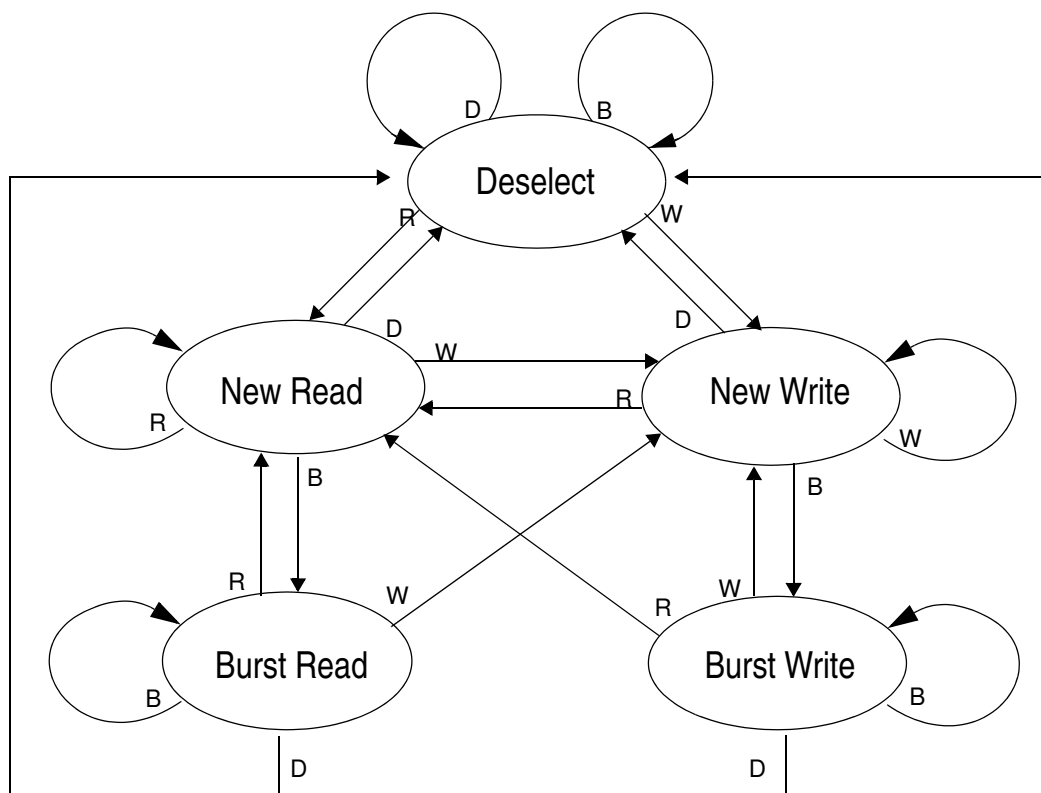 D B
Deselect
R W
D D
W
New Read New Write
R
R W
B B
R W R W
Burst Read Burst Write
B B
D D